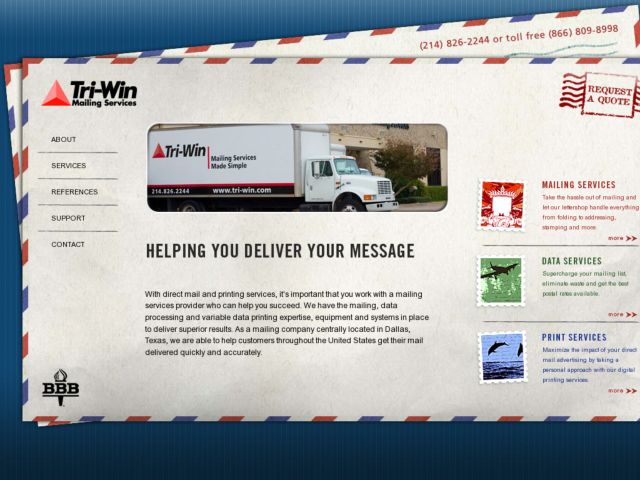 (214) 826-2244 or toll free (866) 809-8998
Tri-Win
Mailing Services
REQUEST
A QUOTE
ABOUT
SERVICES
REFERENCES
SUPPORT
CONTACT
Tri-Win
Mailing Services
Made Simple
214.826.2244
www.tri-win.com
HELPING YOU DELIVER YOUR MESSAGE
With direct mail and printing services, it's important that you work with a mailing
services provider who can help you succeed. We have the mailing, data
processing and variable data printing expertise, equipment and systems in place
to deliver superior results. As a mailing company centrally located in Dallas,
Texas, we are able to help customers throughout the United States get their mail
delivered quickly and accurately.
MAILING SERVICES
Take the hassle out of mailing and
let our lettershop handle everything
from folding to addressing,
stamping and more.
more
DATA SERVICES
Supercharge your mailing list,
eliminate waste and get the best
postal rates available.
more
PRINT SERVICES
Maximize the impact of your direct
mail advertising by taking a
personal approach with our digital
printing services.
more
BBB